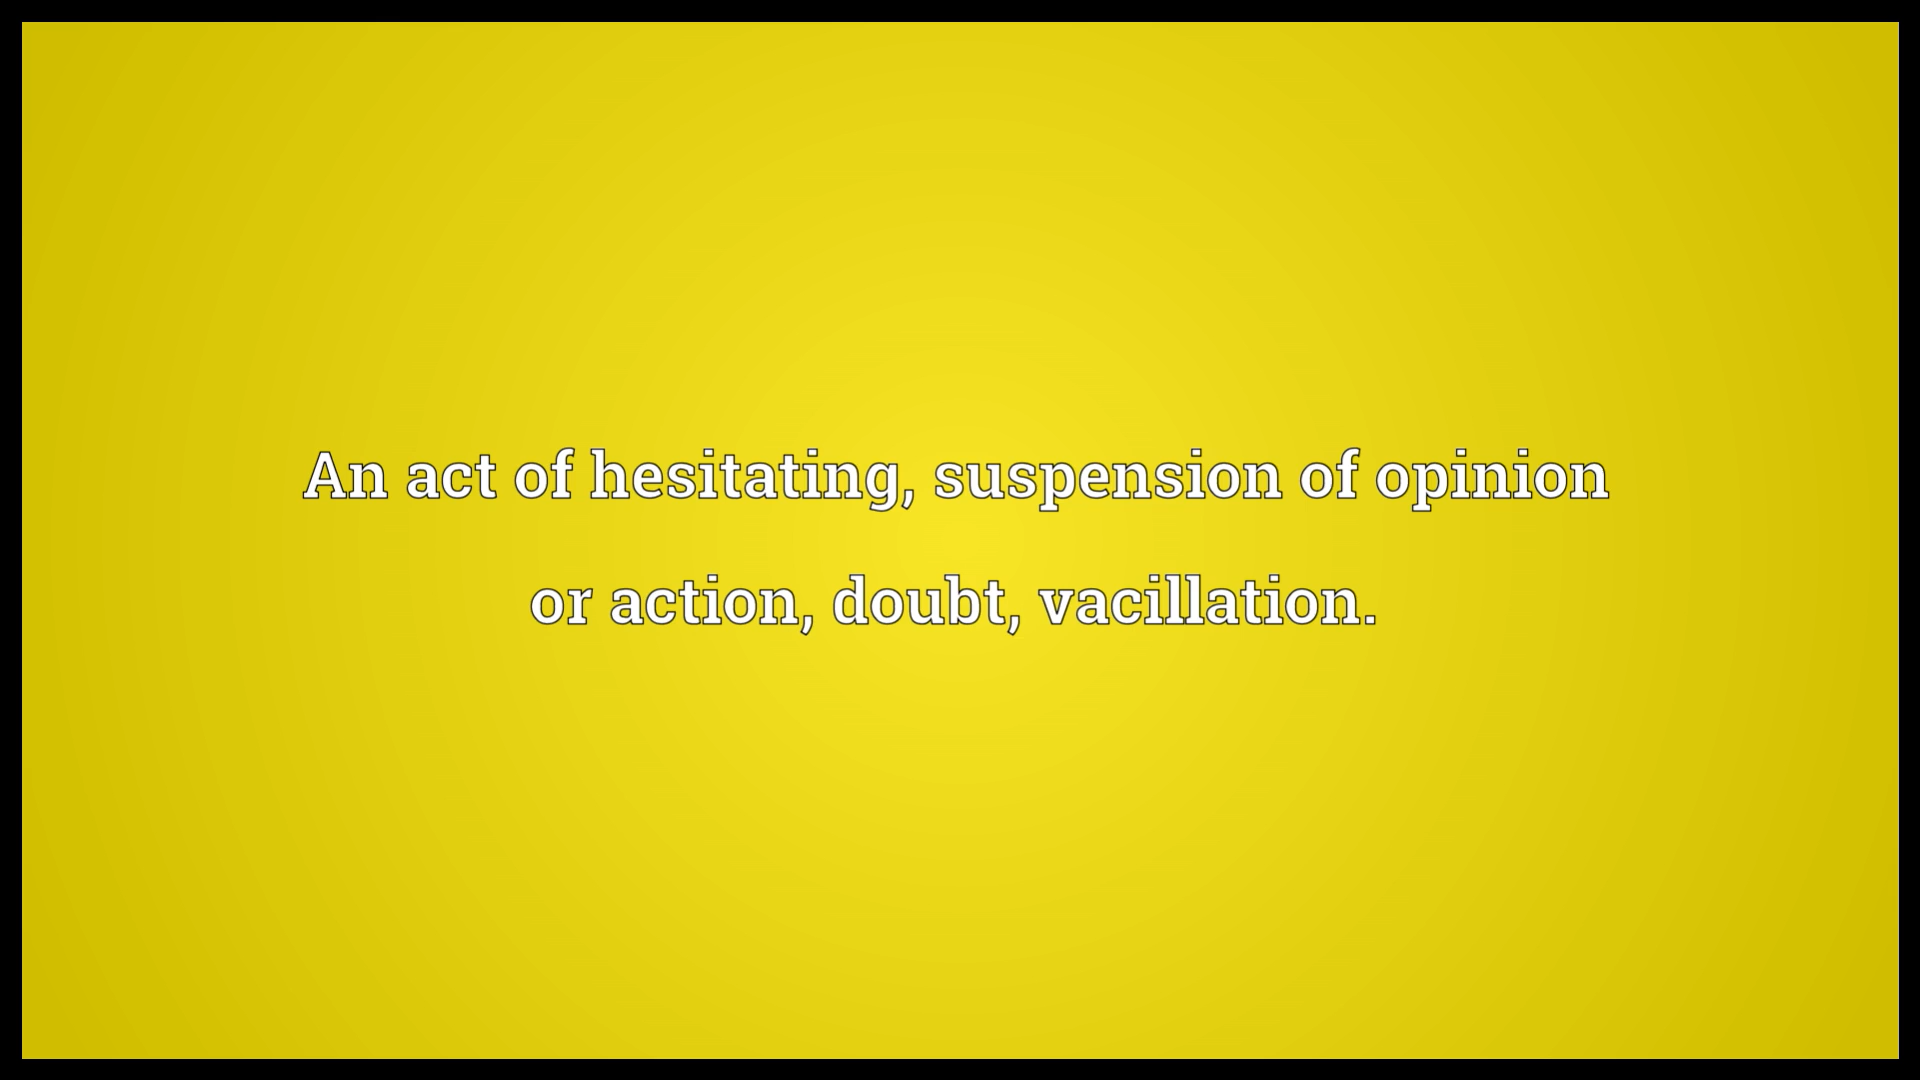 An act of hesitating, suspension of opinion
or action, doubt, vacillation.